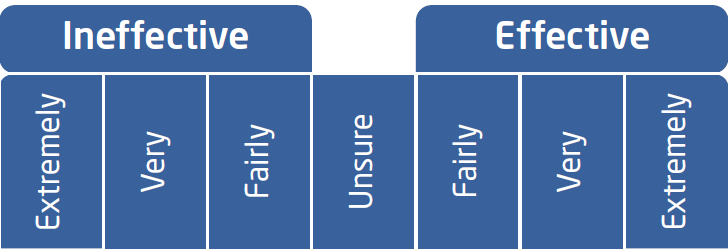 Ineffective
Effective
Extremely
Very
Fairly
Unsure
Fairly
Very
Extremely